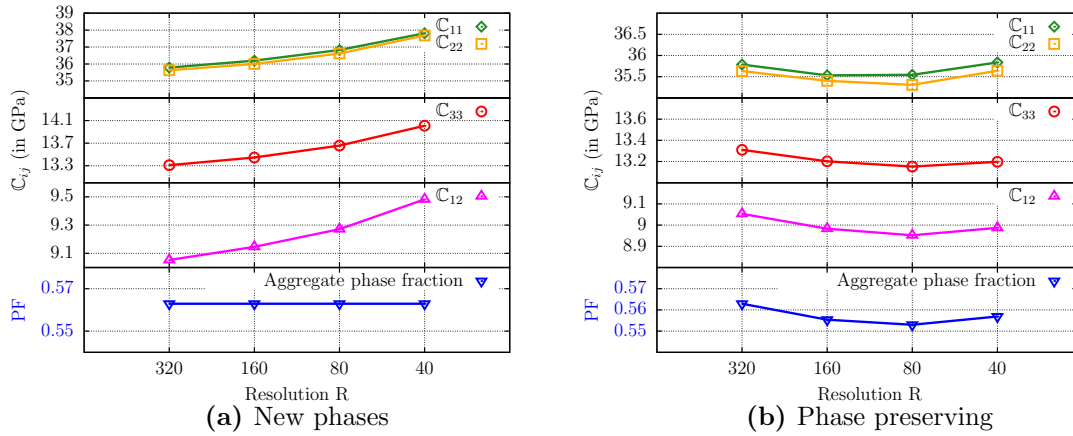 39
38
37
36
35
ℂ11
ℂ22
14.1
13.7
13.3
ℂ33
ℂij (in GPa)
9.5
9.3
9.1
ℂ12
0.57
0.55
PF
Aggregate phase fraction
320 160 80 40
Resolution R
(a) New phases
36.5
36
35.5
ℂ11
ℂ22
13.6
13.2
ℂ33
ℂij (in GPa)
9.1
9
8.9
ℂ12
0.57
0.56
0.55
PF
Aggregate phase fraction
320 160 80 40
Resolution R
(b) Phase preserving